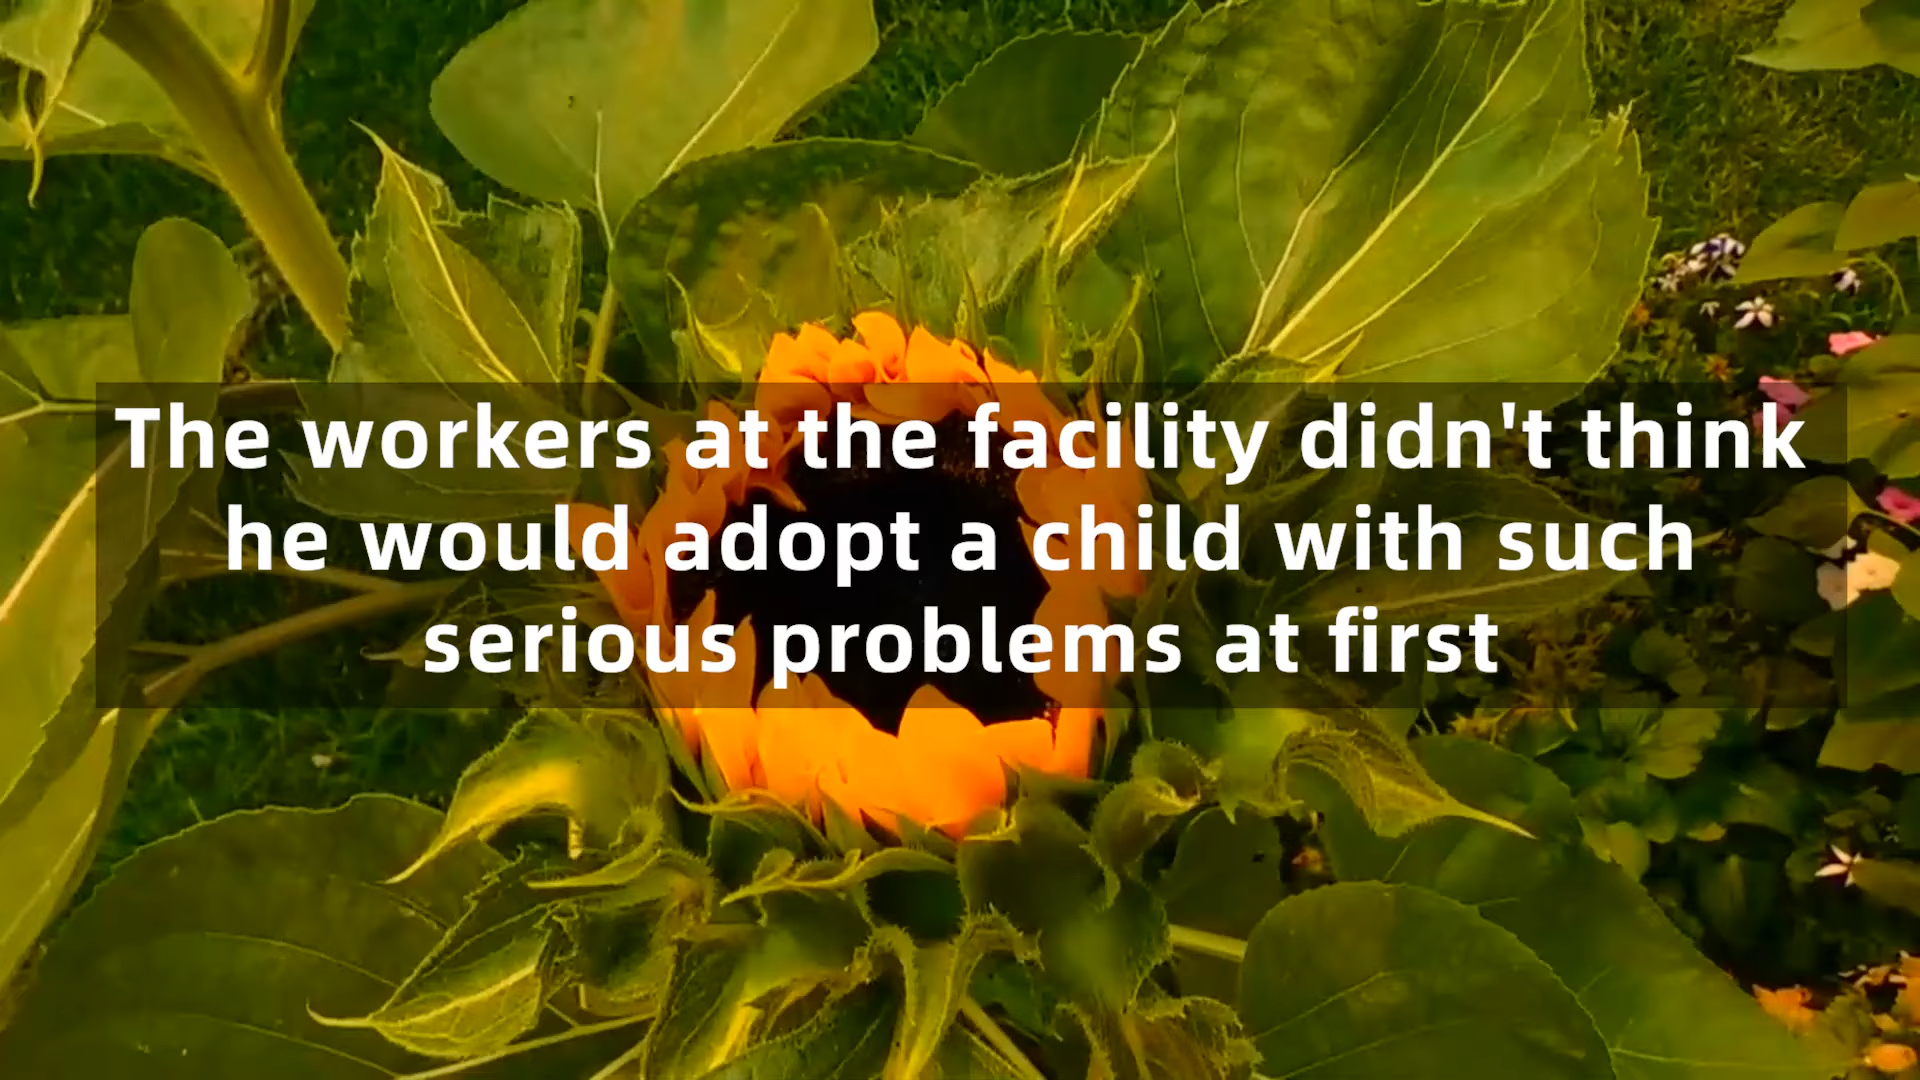 The workers at the facility didn't think
he would adopt a child with such
serious problems at first